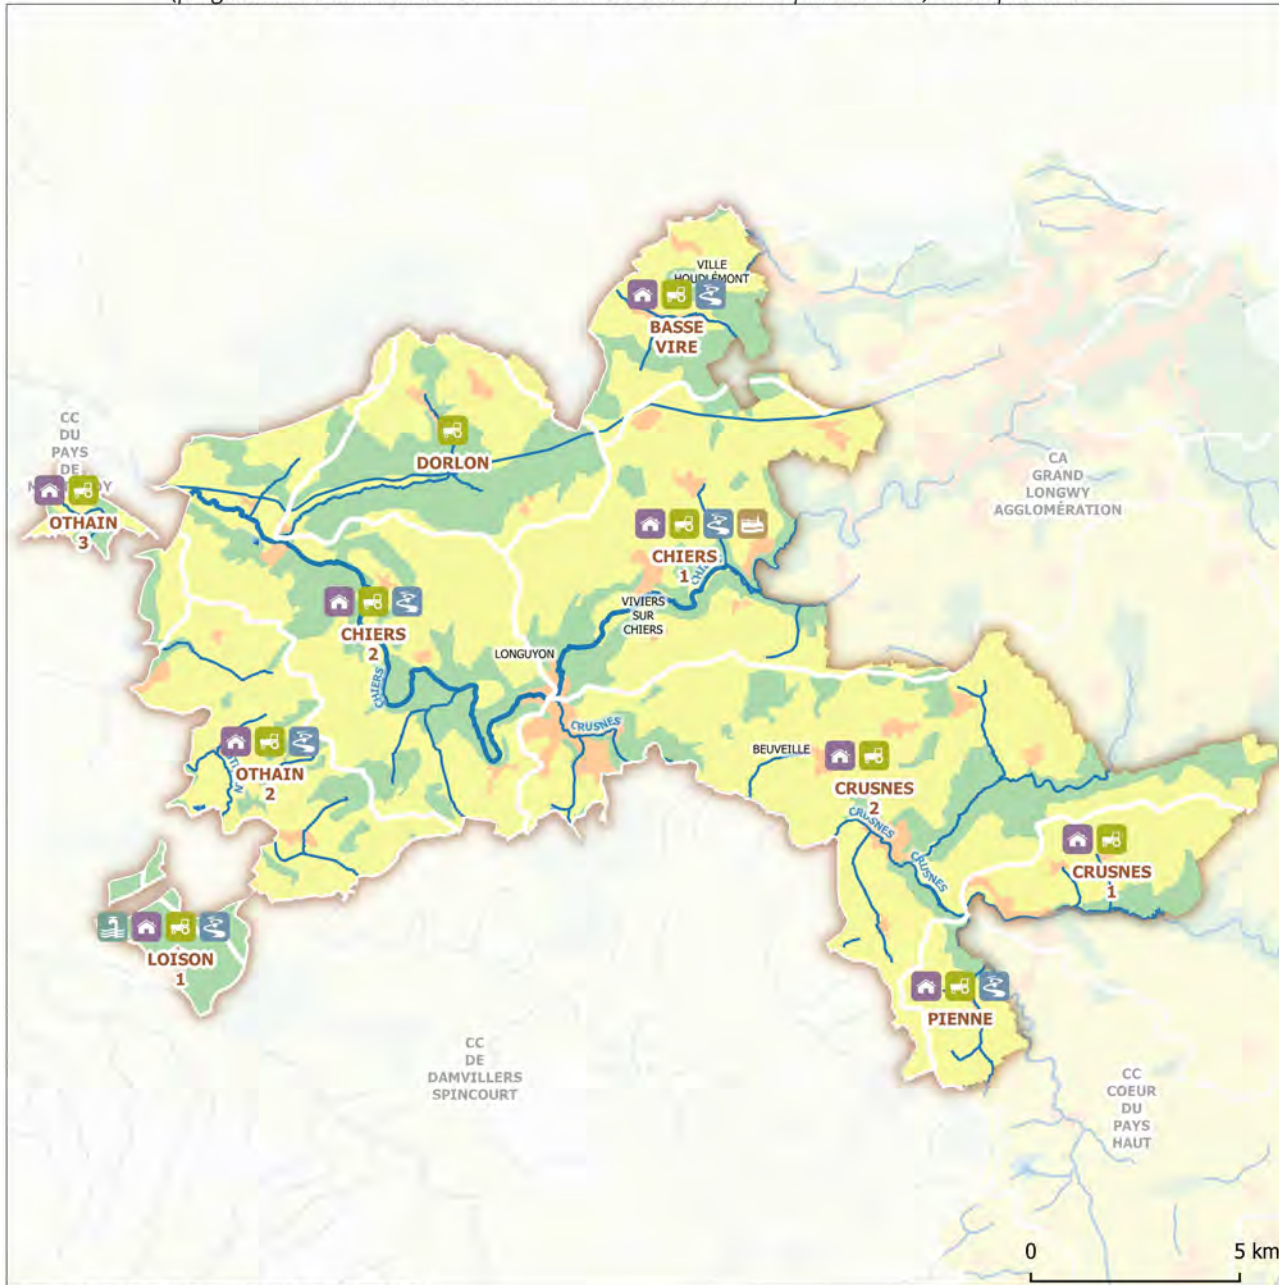 VILLE
HOUDLÉMONT
BASSE
VIRE
CC
DU
PAYS
DE
DORLON
OTHAIN
3
CA
GRAND
LONGWY
AGGLOMÉRATION
CHIERS
1
VIVIERS
SUR
CHIERS
CHIERS
2
CHIERS
LONGUYON
CRUSNES
OTHAIN
2
BEUVEILLE
CRUSNES
2
CRUSNES
CRUSNES
CRUSNES
1
LOISON
1
PIENNE
CC
DE
DAMVILLERS
SPINCOURT
CC
COEUR
DU
PAYS
HAUT
0 5 km